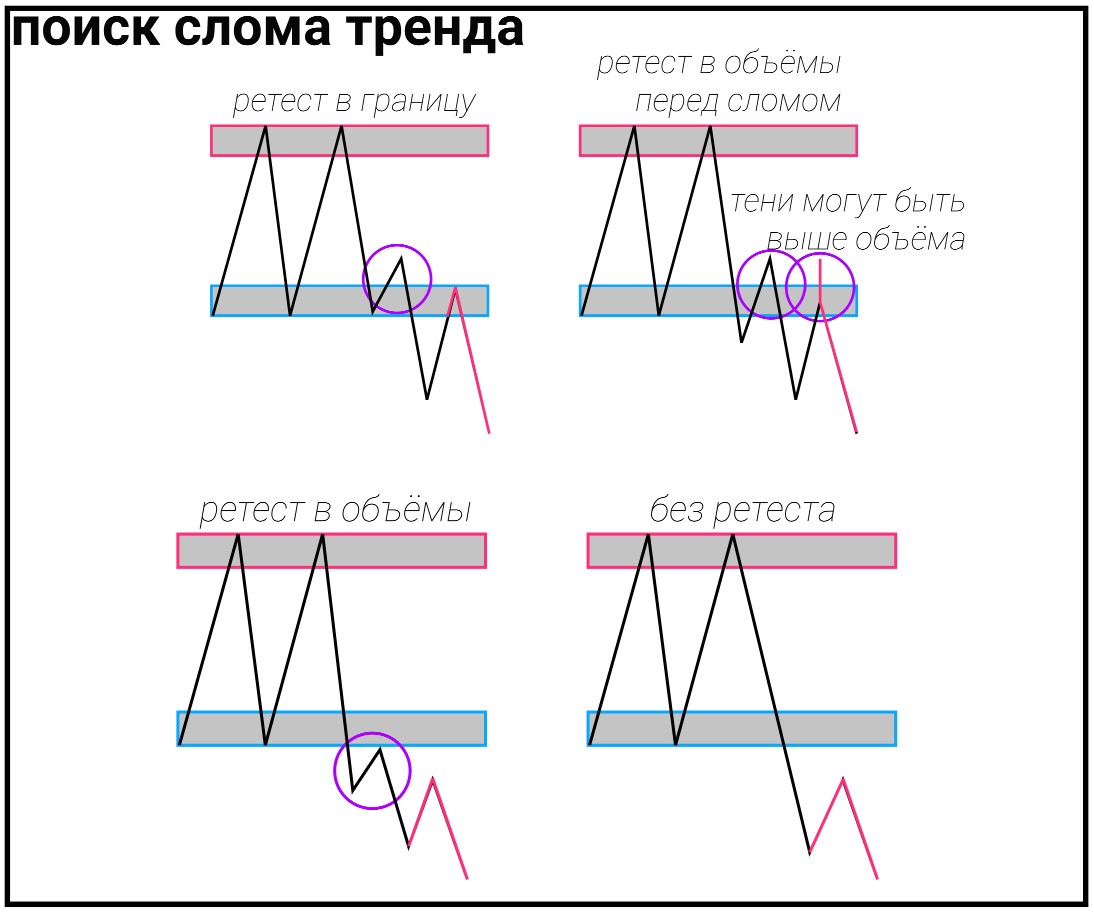 поиск слома тренда
ретест в границу
ретест в объёмы
перед сломом
тени могут быть
выше объёма
ретест в объёмы
без ретеста